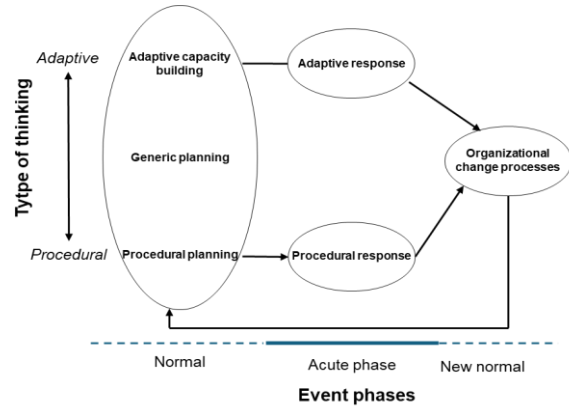 Adaptive
Adaptive capacity
building
Adaptive response
Tytpe of thinking
Generic planning
Organizational
change processes
Procedural
Procedural planning
Procedural response
Normal
Acute phase
New normal
Event phases